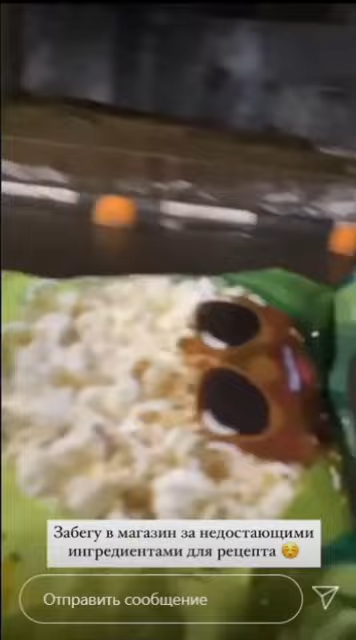 Забегу в магазин за недостающими
ингредиентами для рецепта ☺️
Отправить сообщение